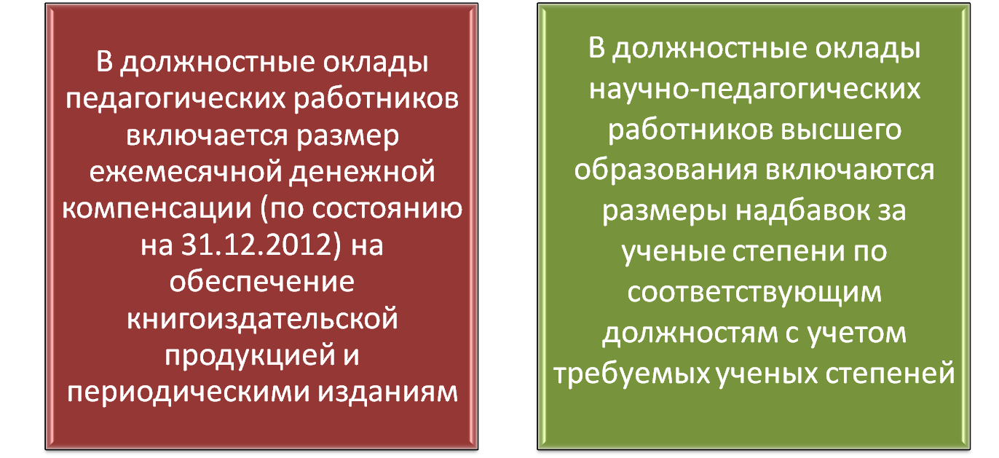 В должностные оклады
педагогических работников
включается размер
ежемесячной денежной
компенсации (по состоянию
на 31.12.2012) на
обеспечение
книгоиздательской
продукцией и
периодическими изданиям
В должностные оклады
научно-педагогических
работников высшего
образования включаются
размеры надбавок за
ученые степени по
соответствующим
должностям с учетом
требуемых ученых степеней